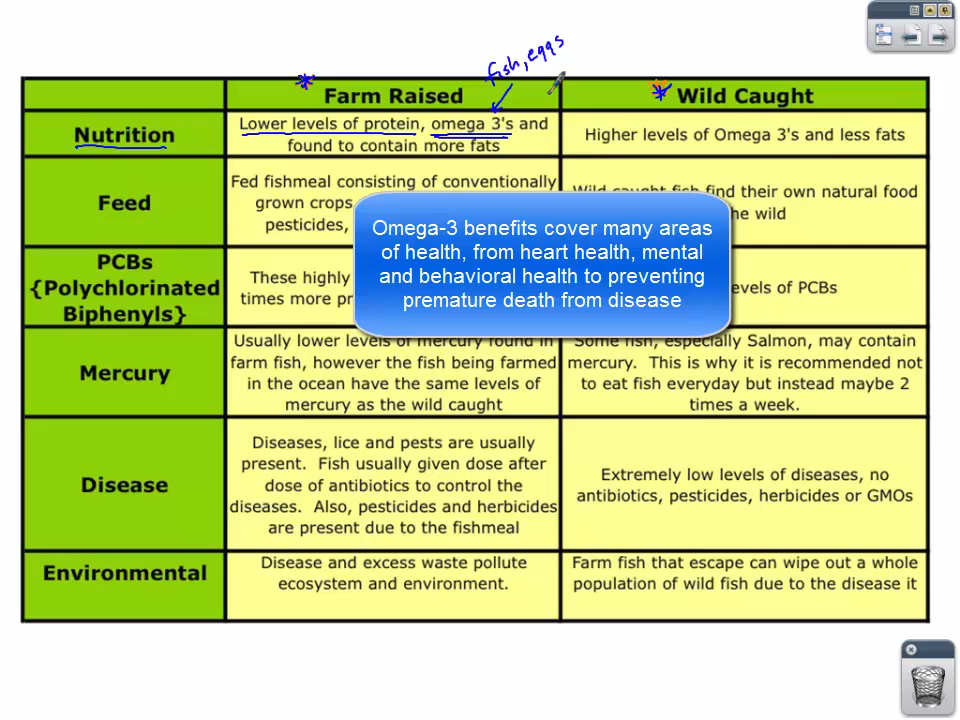 fish, eggs
Farm Raised
Wild Caught
Nutrition
Lower levels of protein, omega 3's and
found to contain more fats
Higher levels of Omega 3's and less fats
Feed
Fed fishmeal consisting of conventionally
grown crops
pesticides,
Wild caught fish find their own natural food
the wild
Omega-3 benefits cover many areas
of health, from heart health, mental
and behavioral health to preventing
premature death from disease
PCBs
{Polychlorinated
Biphenyls}
These highly
times more
levels of PCBs
Mercury
Usually lower levels of mercury found in
farm fish, however the fish being farmed
in the ocean have the same levels of
mercury as the wild caught
Some fish, especially Salmon, may contain
mercury. This is why it is recommended not
to eat fish everyday but instead maybe 2
times a week.
Disease
Diseases, lice and pests are usually
present. Fish usually given dose after
dose of antibiotics to control the
diseases. Also, pesticides and herbicides
are present due to the fishmeal
Extremely low levels of diseases, no
antibiotics, pesticides, herbicides or GMOs
Environmental
Disease and excess waste pollute
ecosystem and environment.
Farm fish that escape can wipe out a whole
population of wild fish due to the disease it